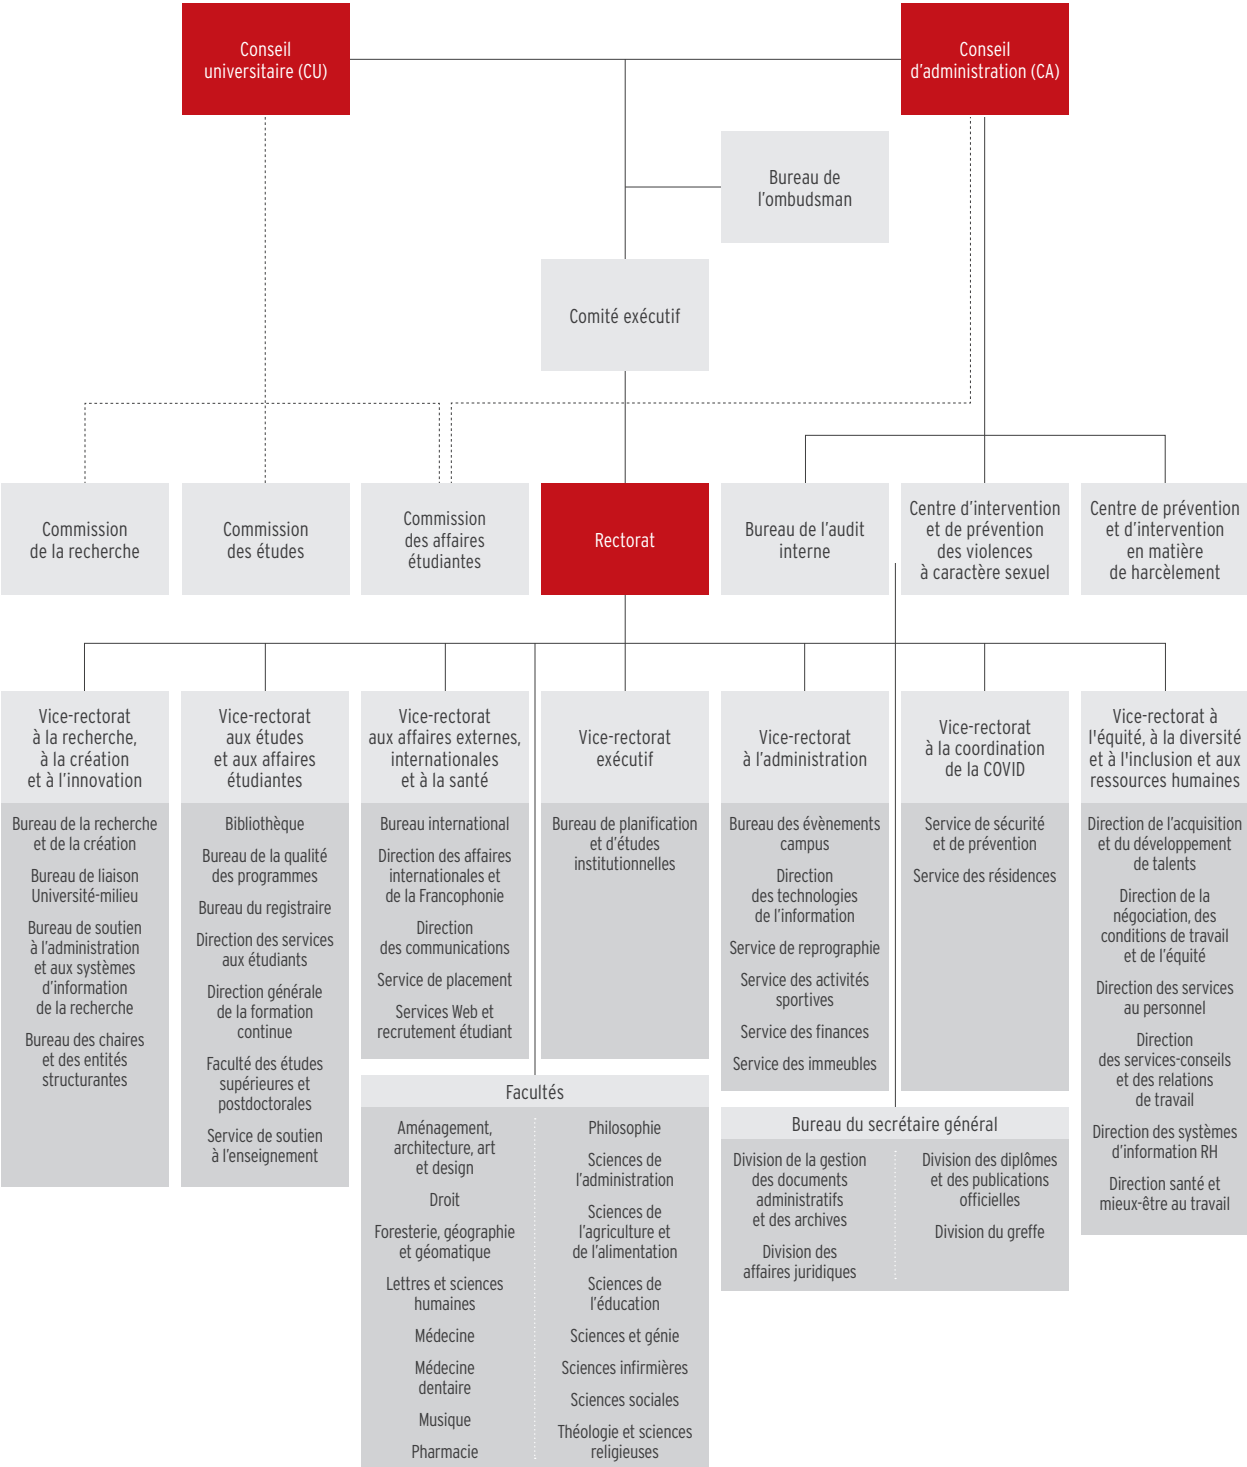 Conseil
universitaire (CU)
Conseil
d'administration (CA)
Bureau de
l'ombudsman
Comité exécutif
Commission
de la recherche
Commission
des études
Commission
des affaires
étudiantes
Rectorat
Bureau de l'audit
interne
Centre d'intervention
et de prévention
des violences
à caractère sexuel
Centre de prévention
et d'intervention
en matière
de harcèlement
Vice-rectorat
à la recherche,
à la création
et à l'innovation
Bureau de la recherche
et de la création
Bureau de liaison
Université-milieu
Bureau de soutien
à l'administration
et aux systèmes
d'information
de la recherche
Bureau des chaires
et des entités
structurantes
Vice-rectorat
aux études
et aux affaires
étudiantes
Bibliothèque
Bureau de la qualité
des programmes
Bureau du registraire
Direction des services
aux étudiants
Direction générale
de la formation
continue
Faculté des études
supérieures et
postdoctorales
Service de soutien
à l'enseignement
Vice-rectorat
aux affaires externes,
internationales
et à la santé
Bureau international
Direction des affaires
internationales et
de la Francophonie
Direction
des communications
Service de placement
Services Web et
recrutement étudiant
Vice-rectorat
exécutif
Bureau de planification
et d'études
institutionnelles
Vice-rectorat
à l'administration
Bureau des évènements
campus
Direction
des technologies
de l'information
Service de reprographie
Service des activités
sportives
Service des finances
Service des immeubles
Vice-rectorat
à la coordination
de la COVID
Service de sécurité
et de prévention
Service des résidences
Vice-rectorat à
l'équité, à la diversité
et à l'inclusion et aux
ressources humaines
Direction de l'acquisition
et du développement
de talents
Direction de la
négociation, des
conditions de travail
et de l'équité
Direction des services
au personnel
Direction
des services-conseils
et des relations
de travail
Direction des systèmes
d'information RH
Direction santé et
mieux-être au travail
Facultés
Aménagement,
architecture, art
et design
Droit
Foresterie, géographie
et géomatique
Lettres et sciences
humaines
Médecine
Médecine
dentaire
Musique
Pharmacie
Philosophie
Sciences de
l'administration
Sciences de
l'agriculture et
de l'alimentation
Sciences de
l'éducation
Sciences et génie
Sciences infirmières
Sciences sociales
Théologie et sciences
religieuses
Bureau du secrétaire général
Division de la gestion
des documents
administratifs
et des archives
Division des
affaires juridiques
Division des diplômes
et des publications
officielles
Division du greffe